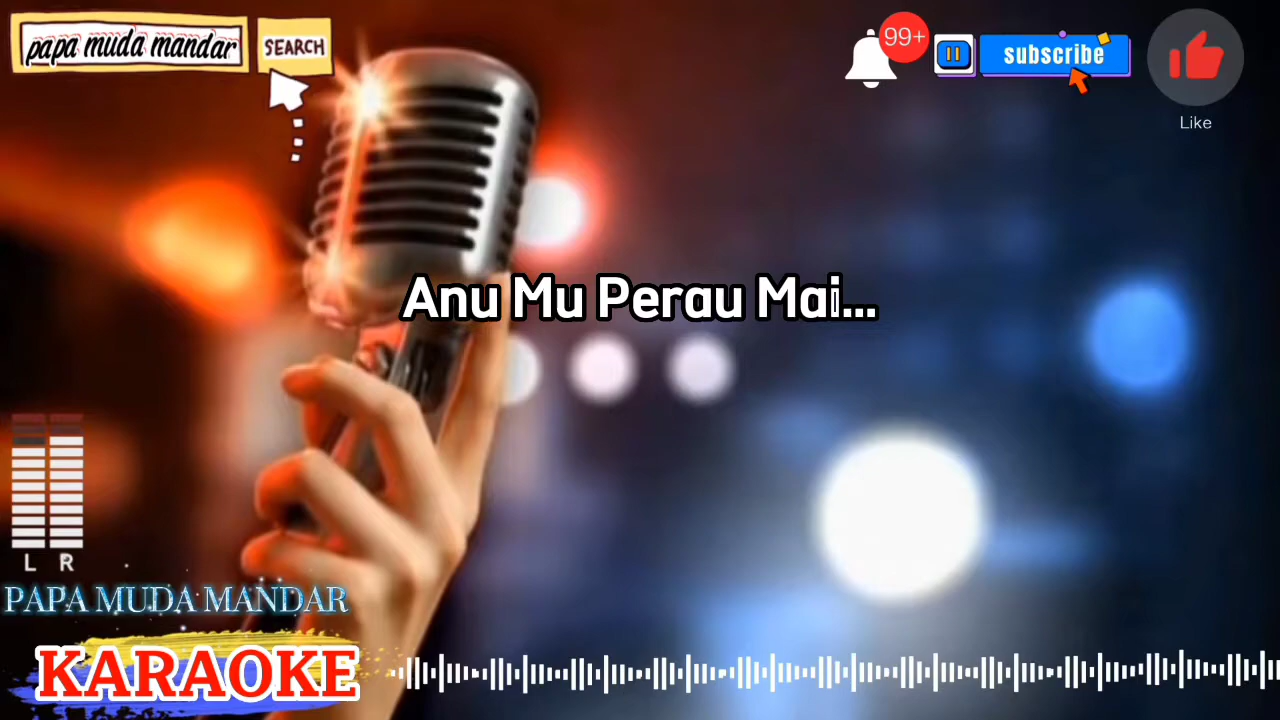 papa muda mandar
SEARCH
99+
subscribe
Like
Anu Mu Perau Mai...
L R
PAPA MUDA MANDAR
KARAOKE